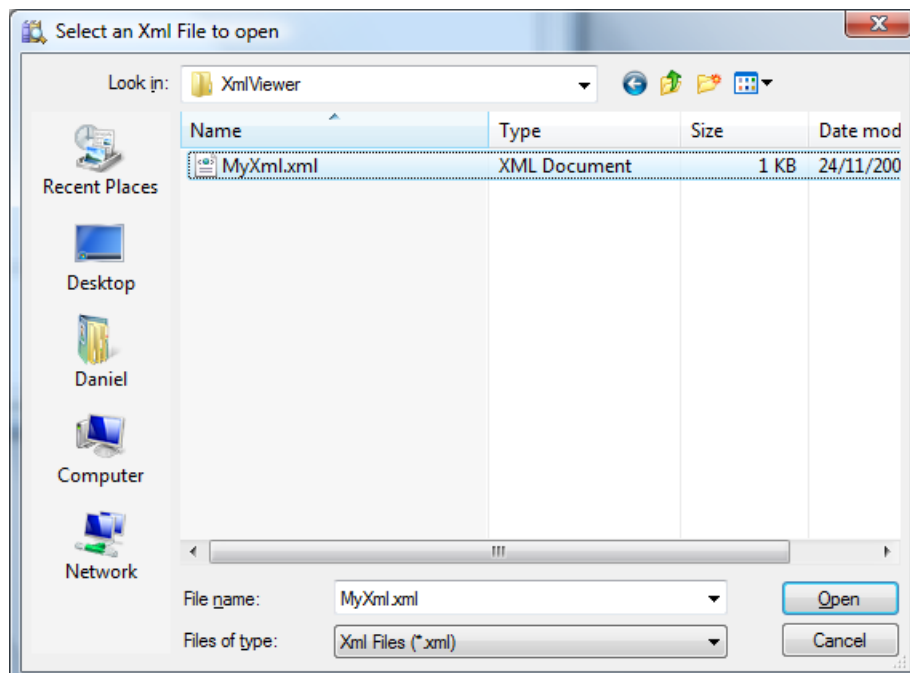 Select an Xml File to open
Look in: XmlViewer
Name Type Size Date mod
MyXml.xml XML Document 1 KB 24/11/200
Recent Places
Desktop
Daniel
Computer
Network
File name: MyXml.xml Open
Files of type: Xml Files (*.xml) Cancel